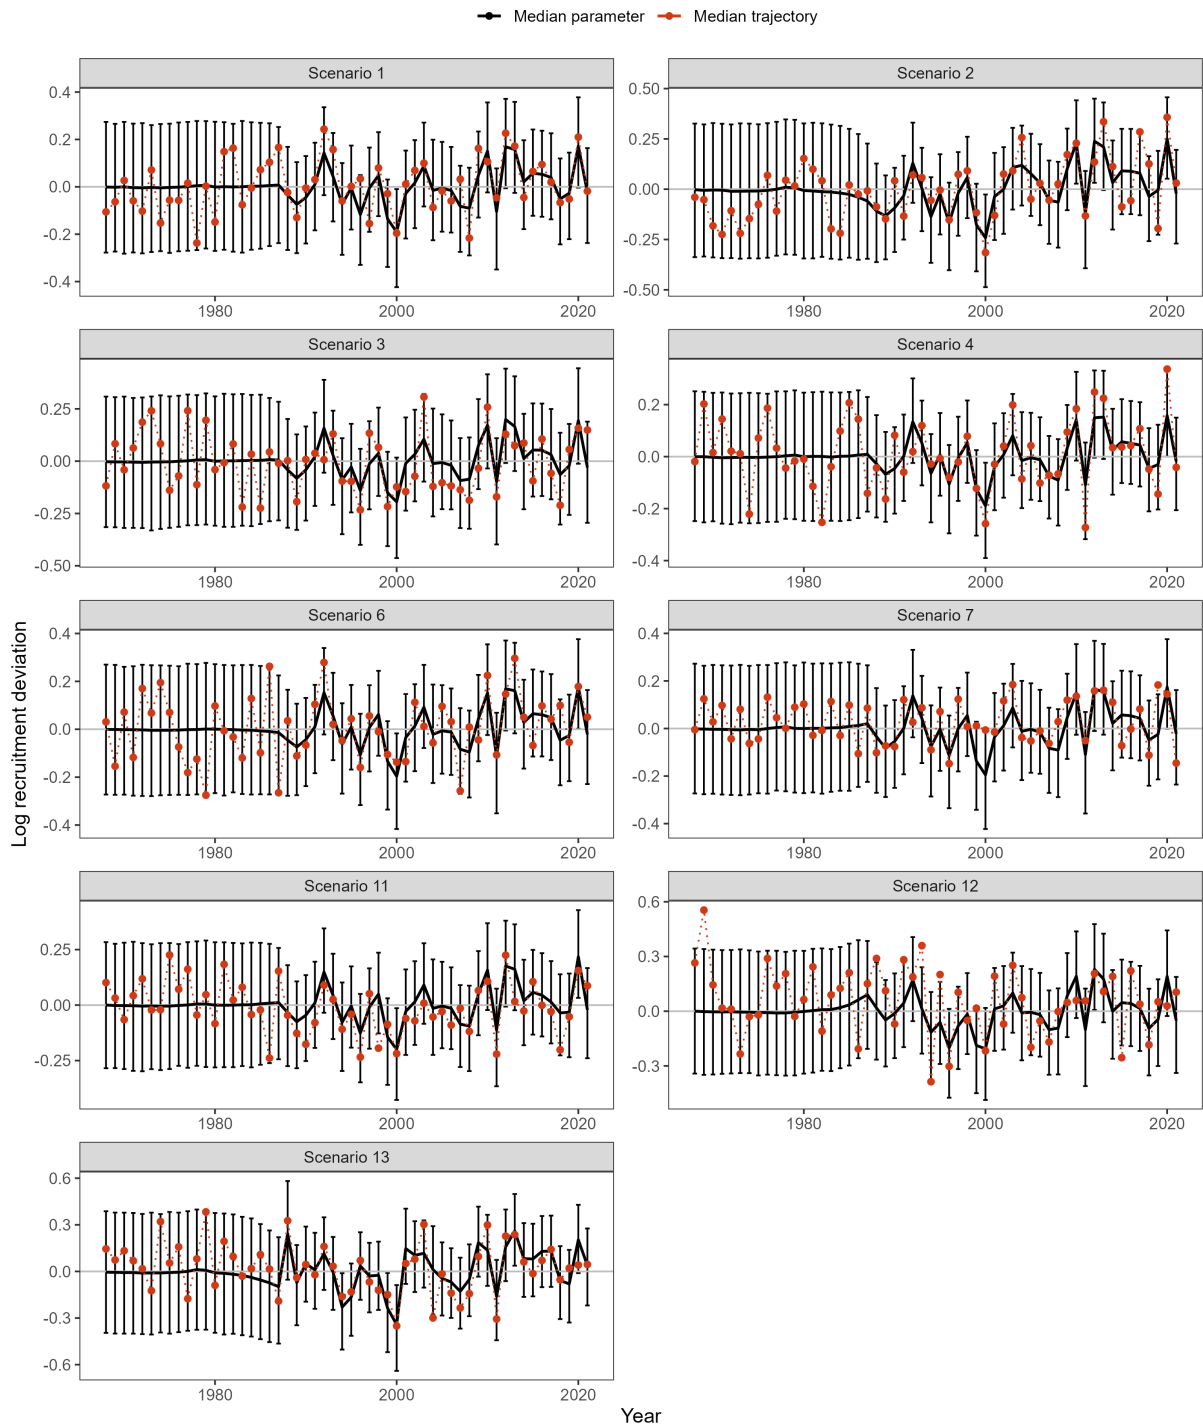 Median parameter Median trajectory
Scenario 1 Scenario 2
0.4 0.2 0.0 -0.2 -0.4
0.50 0.25 0.00 -0.25 -0.50
1980 2000 2020 1980 2000 2020
Scenario 3 Scenario 4
0.25 0.00 -0.25 -0.50
0.2 0.0 -0.2 -0.4
1980 2000 2020 1980 2000 2020
Scenario 6 Scenario 7
0.4 0.2 0.0 -0.2 -0.4
0.4 0.2 0.0 -0.2 -0.4
1980 2000 2020 1980 2000 2020
Scenario 11 Scenario 12
0.25 0.00 -0.25
0.6 0.3 0.0 -0.3
1980 2000 2020 1980 2000 2020
Scenario 13
0.6 0.3 0.0 -0.3 -0.6
1980 2000 2020
Log recruitment deviation
Year